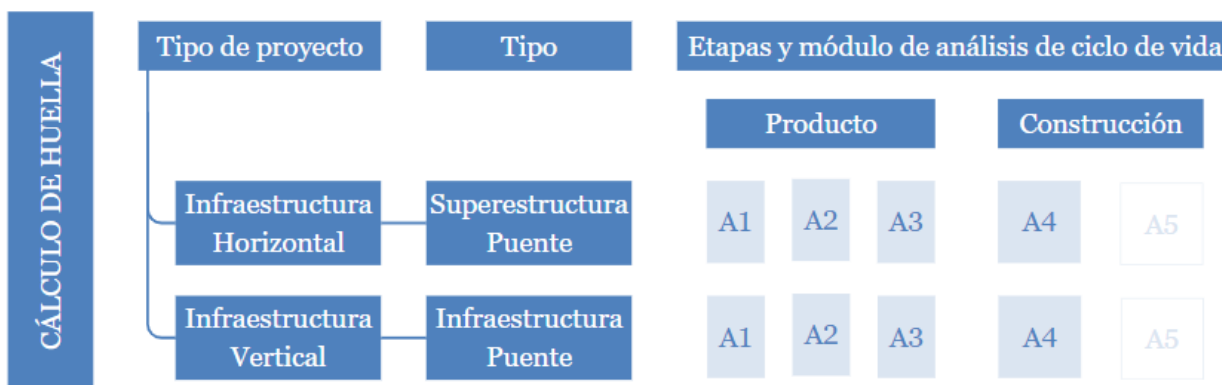 CÁLCULO DE HUELLA
Tipo de proyecto
Tipo
Etapas y módulo de análisis de ciclo de vida
Producto
Construcción
Infraestructura
Horizontal
Superestructura
Puente
A1
A2
A3
A4
A5
Infraestructura
Vertical
Infraestructura
Puente
A1
A2
A3
A4
A5